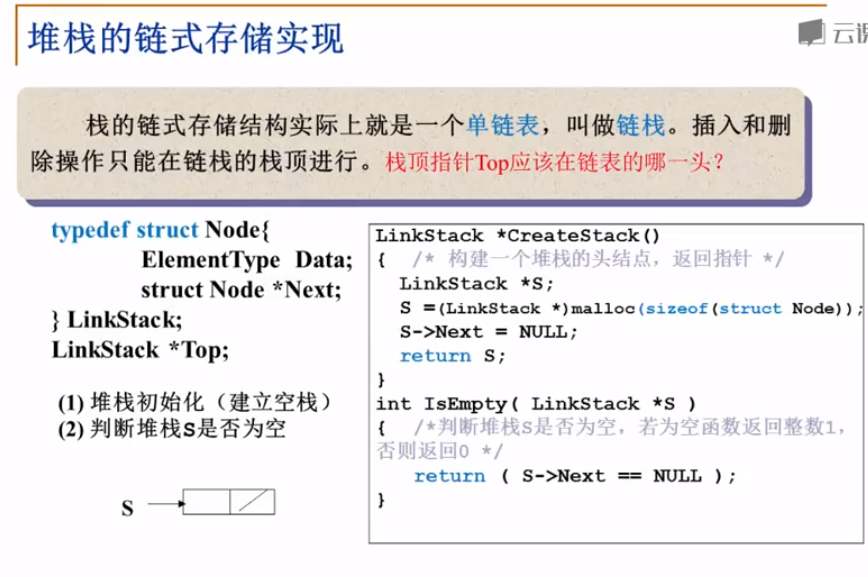 堆栈的链式存储实现
云课
栈的链式存储结构实际上就是一个单链表，叫做链栈。插入和删
除操作只能在链栈的栈顶进行。栈顶指针Top应该在链表的哪一头？
typedef struct Node{
ElementType Data;
struct Node *Next;
} LinkStack;
LinkStack *Top;
(1) 堆栈初始化（建立空栈）
(2) 判断堆栈S是否为空
S
LinkStack *CreateStack()
{ /* 构建一个堆栈的头结点，返回指针 */
LinkStack *S;
S =(LinkStack *)malloc(sizeof(struct Node));
S->Next = NULL;
return S;
}
int IsEmpty( LinkStack *S )
{ /*判断堆栈S是否为空，若为空函数返回整数1，
否则返回0 */
return ( S->Next == NULL );
}